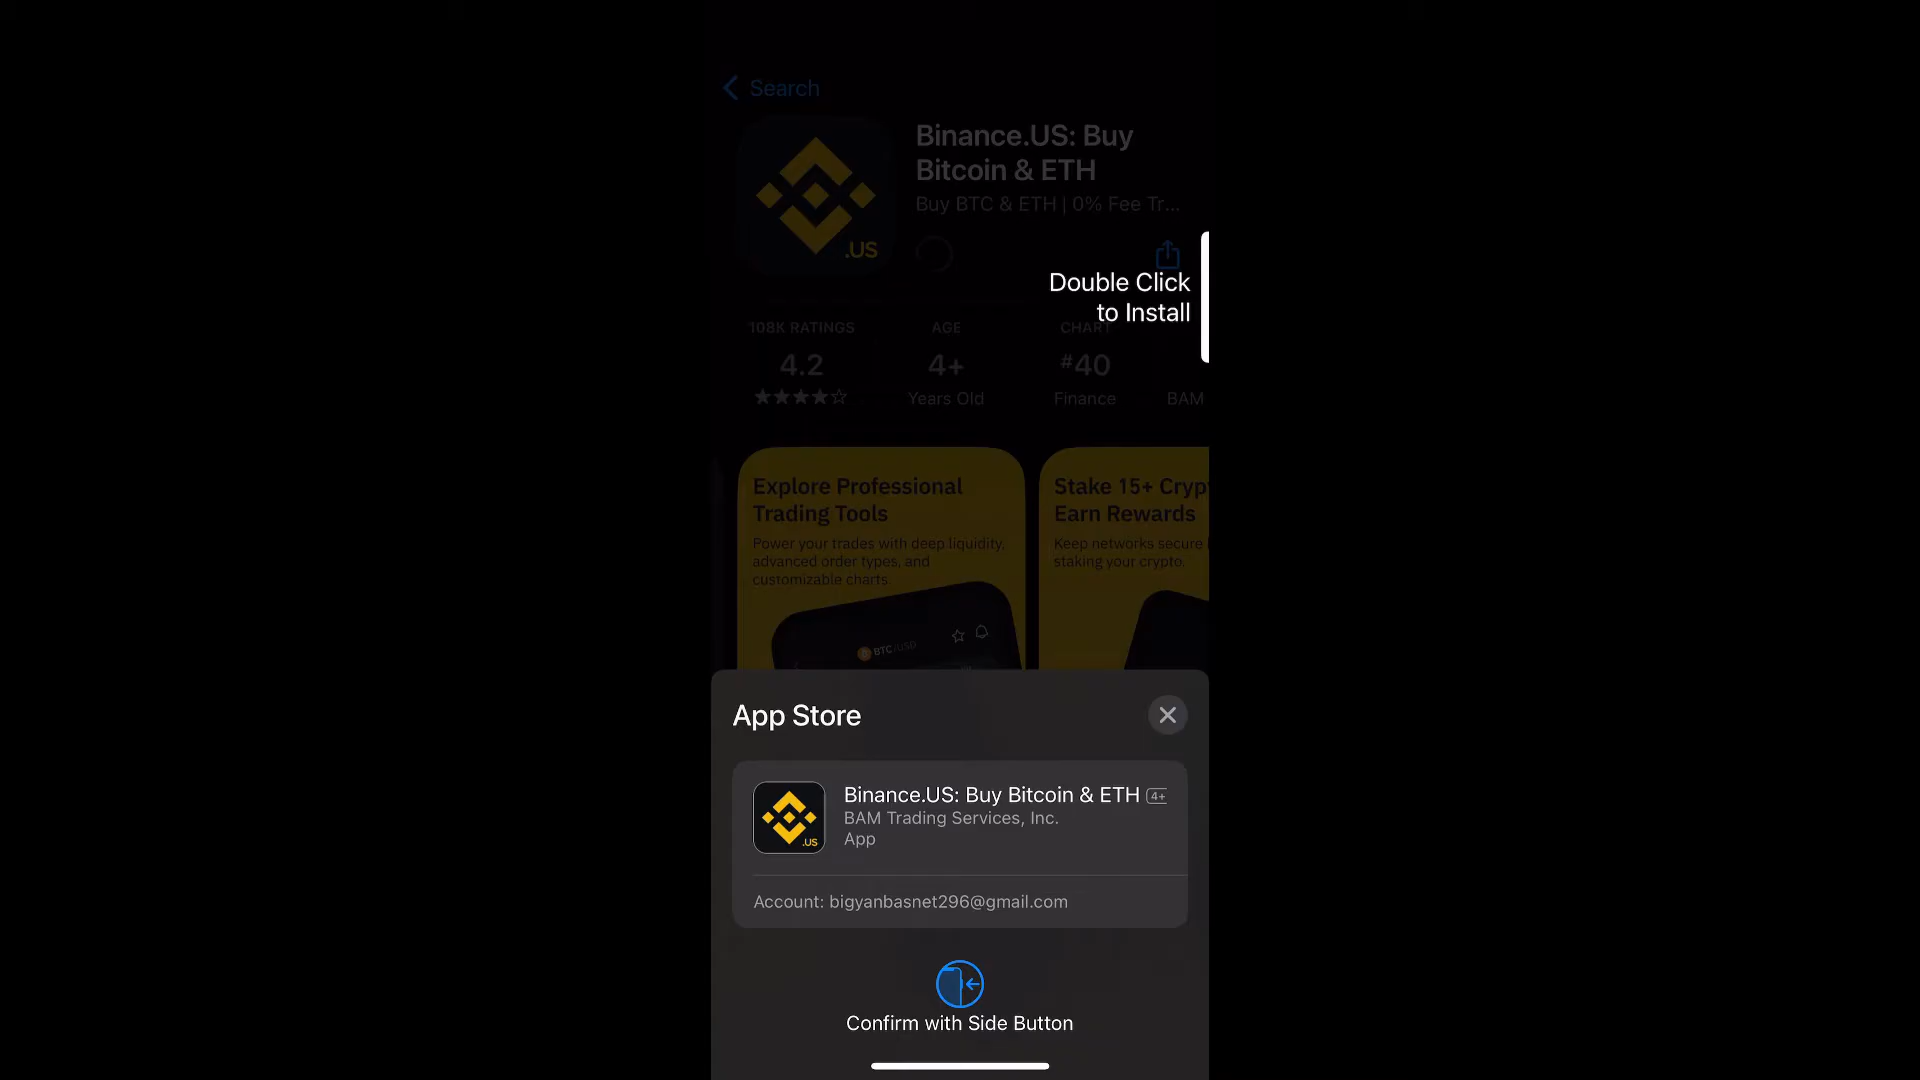 Search
Binance.US: Buy
Bitcoin & ETH
Buy BTC & ETH | 0% Fee Tr...
.US
Double Click
to Install
108K RATINGS
AGE
CHART
4.2
4+
#40
★★★★☆
Years Old
Finance
BAM
Explore Professional
Trading Tools
Power your trades with deep liquidity,
advanced order types, and
customizable charts.
BTC/USD
Stake 15+ Cryp
Earn Rewards
Keep networks secure
staking your crypto.
App Store
Binance.US: Buy Bitcoin & ETH 4+
BAM Trading Services, Inc.
App
.US
Account: bigyanbasnet296@gmail.com
Confirm with Side Button